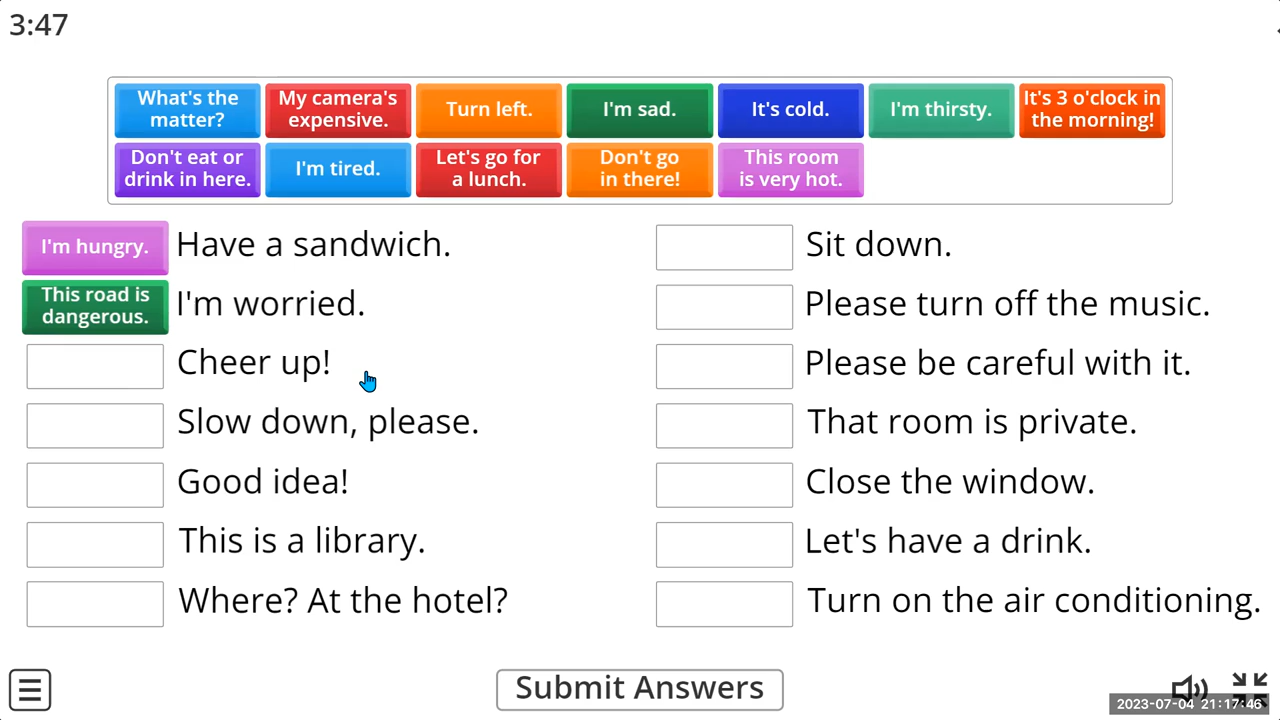 3:47
What's the
matter?
My camera's
expensive.
Turn left.
I'm sad.
It's cold.
I'm thirsty.
It's 3 o'clock in
the morning!
Don't eat or
drink in here.
I'm tired.
Let's go for
a lunch.
Don't go
in there!
This room
is very hot.
I'm hungry.
Have a sandwich.
This road is
dangerous.
I'm worried.
Cheer up!
Slow down, please.
Good idea!
This is a library.
Where? At the hotel?
Sit down.
Please turn off the music.
Please be careful with it.
That room is private.
Close the window.
Let's have a drink.
Turn on the air conditioning.
Submit Answers
2023-07-04 21:17:46